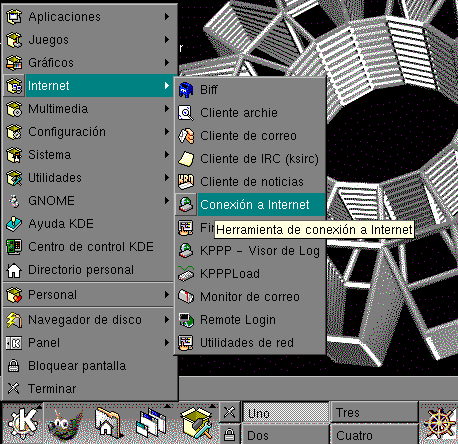 Aplicaciones
Juegos
Gráficos
Internet
Multimedia
Configuración
Sistema
Utilidades
GNOME
Ayuda KDE
Centro de control KDE
Directorio personal
Personal
Navegador de disco
Panel
Bloquear pantalla
Terminar
Biff
Cliente archie
Cliente de correo
Cliente de IRC (ksirc)
Cliente de noticias
Conexión a Internet
Herramienta de conexión a Internet
KPPP - Visor de Log
KPPPLoad
Monitor de correo
Remote Login
Utilidades de red
Uno
Tres
Dos
Cuatro